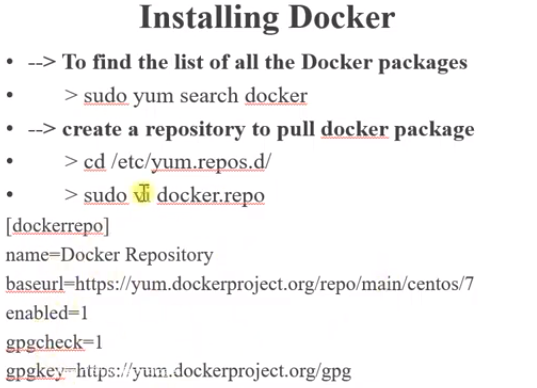 Installing Docker
• --> To find the list of all the Docker packages
• > sudo yum search docker
• --> create a repository to pull docker package
• > cd /etc/yum.repos.d/
• > sudo vi docker.repo
[dockerrepo]
name=Docker Repository
baseurl=https://yum.dockerproject.org/repo/main/centos/7
enabled=1
gpgcheck=1
gpgkey=https://yum.dockerproject.org/gpg